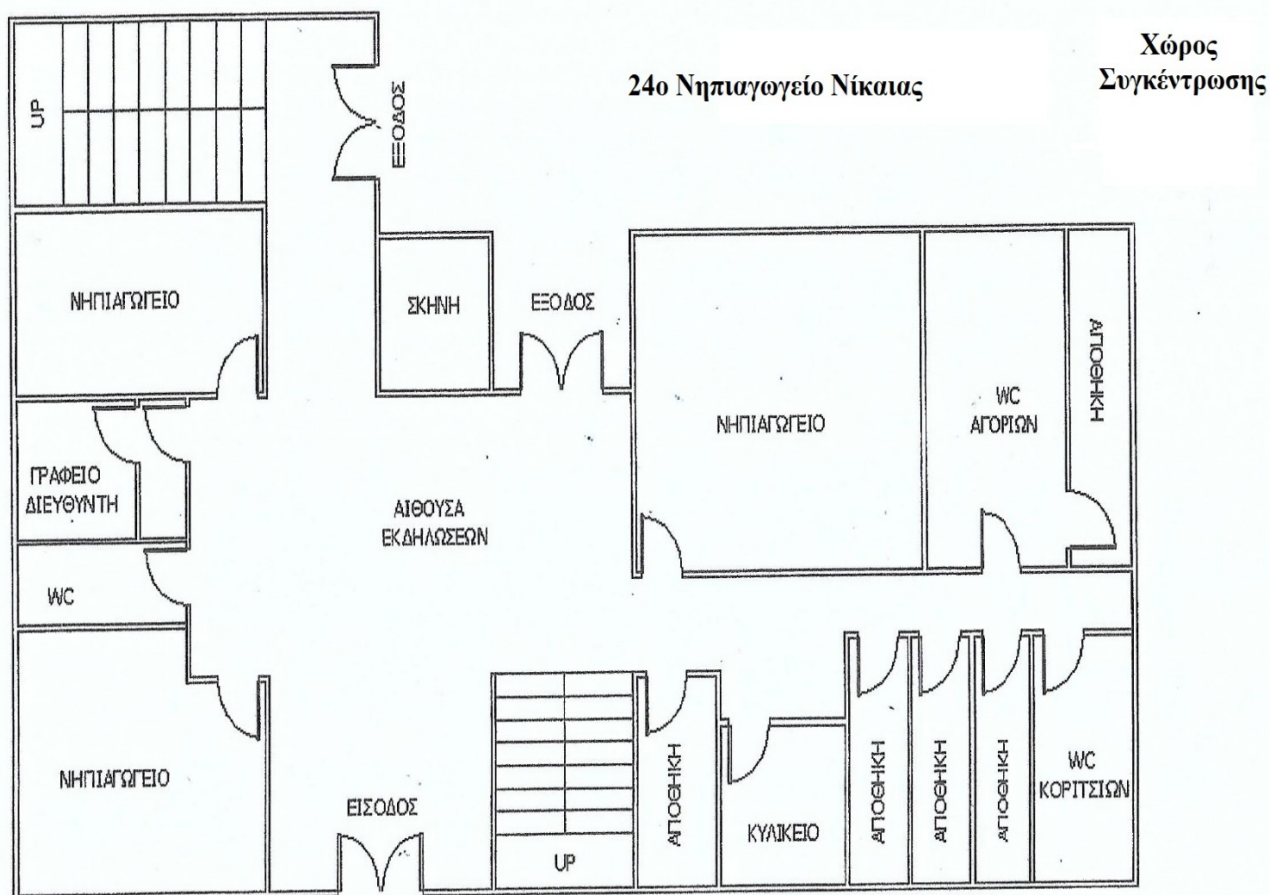 24ο Νηπιαγωγείο Νίκαιας
Χώρος
Συγκέντρωσης
UP
ΕΞΟΔΟΣ
ΝΗΠΙΑΓΩΓΕΙΟ
ΣΚΗΝΗ
ΕΞΟΔΟΣ
ΝΗΠΙΑΓΩΓΕΙΟ
WC
ΑΓΟΡΙΩΝ
ΑΠΟΘΗΚΗ
ΓΡΑΦΕΙΟ
ΔΙΕΥΘΥΝΤΗ
ΑΙΘΟΥΣΑ
ΕΚΔΗΛΩΣΕΩΝ
WC
ΝΗΠΙΑΓΩΓΕΙΟ
ΕΙΣΟΔΟΣ
UP
ΑΠΟΘΗΚΗ
ΚΥΛΙΚΕΙΟ
ΑΠΟΘΗΚΗ
ΑΠΟΘΗΚΗ
ΑΠΟΘΗΚΗ
WC
ΚΟΡΙΤΣΙΩΝ